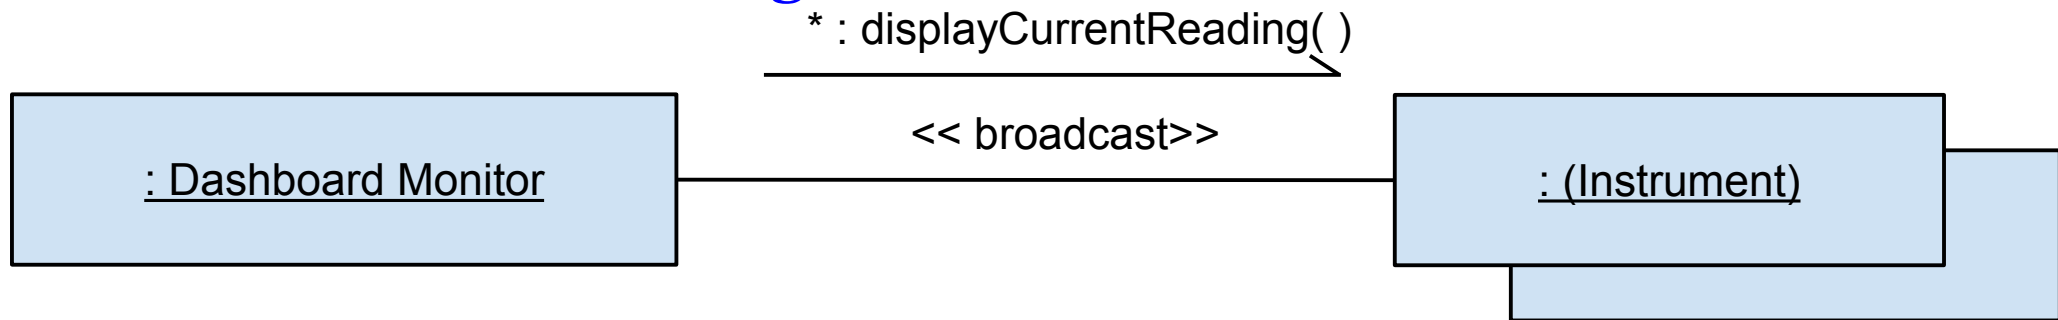 * : displayCurrentReading( )
<< broadcast>>
: Dashboard Monitor
: (Instrument)